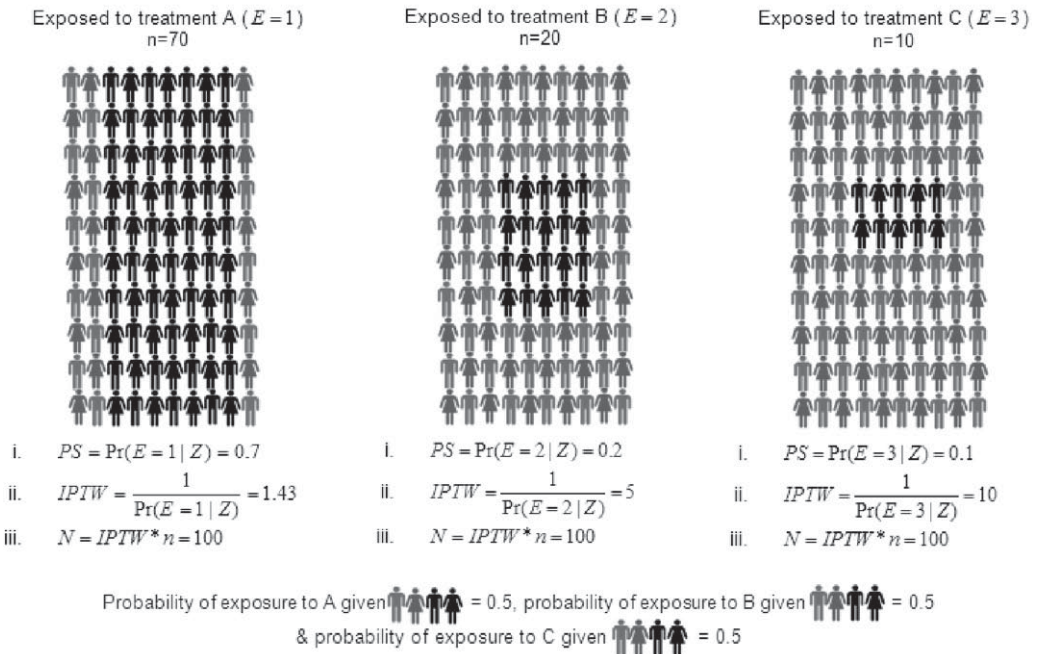 Exposed to treatment A (E=1)
n=70
Exposed to treatment B (E=2)
n=20
Exposed to treatment C (E=3)
n=10
i. PS = Pr(E=1|Z) = 0.7
ii. IPTW = 1 / Pr(E=1|Z) = 1.43
iii. N = IPTW*n = 100
i. PS = Pr(E=2|Z) = 0.2
ii. IPTW = 1 / Pr(E=2|Z) = 5
iii. N = IPTW*n = 100
i. PS = Pr(E=3|Z) = 0.1
ii. IPTW = 1 / Pr(E=3|Z) = 10
iii. N = IPTW*n = 100
Probability of exposure to A given = 0.5, probability of exposure to B given = 0.5
& probability of exposure to C given = 0.5